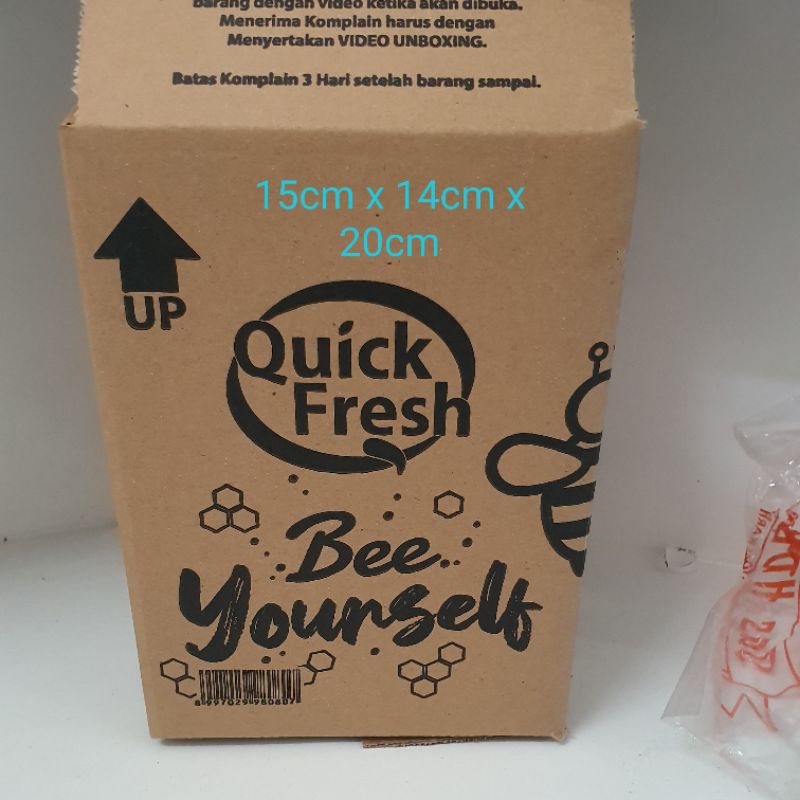 barang dengan video ketika akan dibuka.
Menerima Komplain harus dengan
Menyertakan VIDEO UNBOXING.
Batas Komplain 3 Hari setelah barang sampai.
15cm x 14cm x
20cm
UP
Quick
Fresh
Bee
Yourself
8997029980807